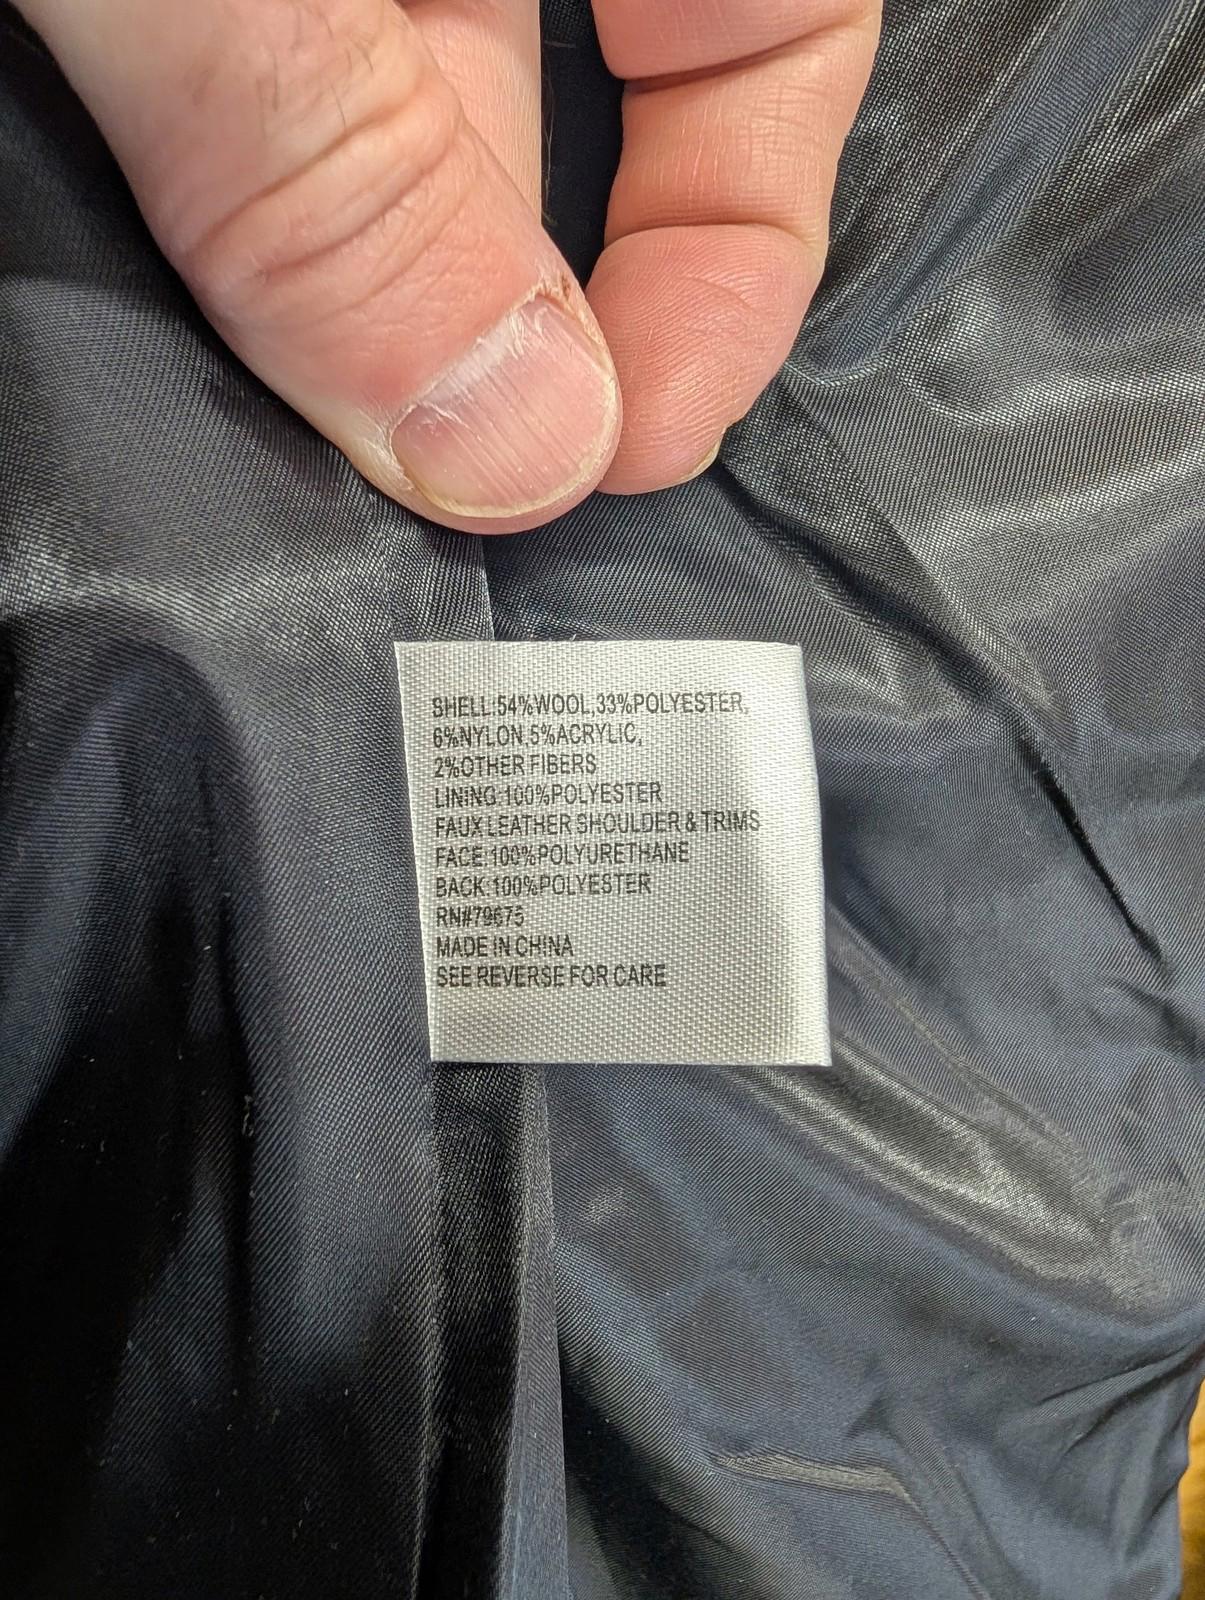 SHELL:54%WOOL,33%POLYESTER,
6%NYLON,5%ACRYLIC,
2%OTHER FIBERS
LINING:100%POLYESTER
FAUX LEATHER SHOULDER & TRIMS
FACE:100%POLYURETHANE
BACK:100%POLYESTER
RN#79675
MADE IN CHINA
SEE REVERSE FOR CARE